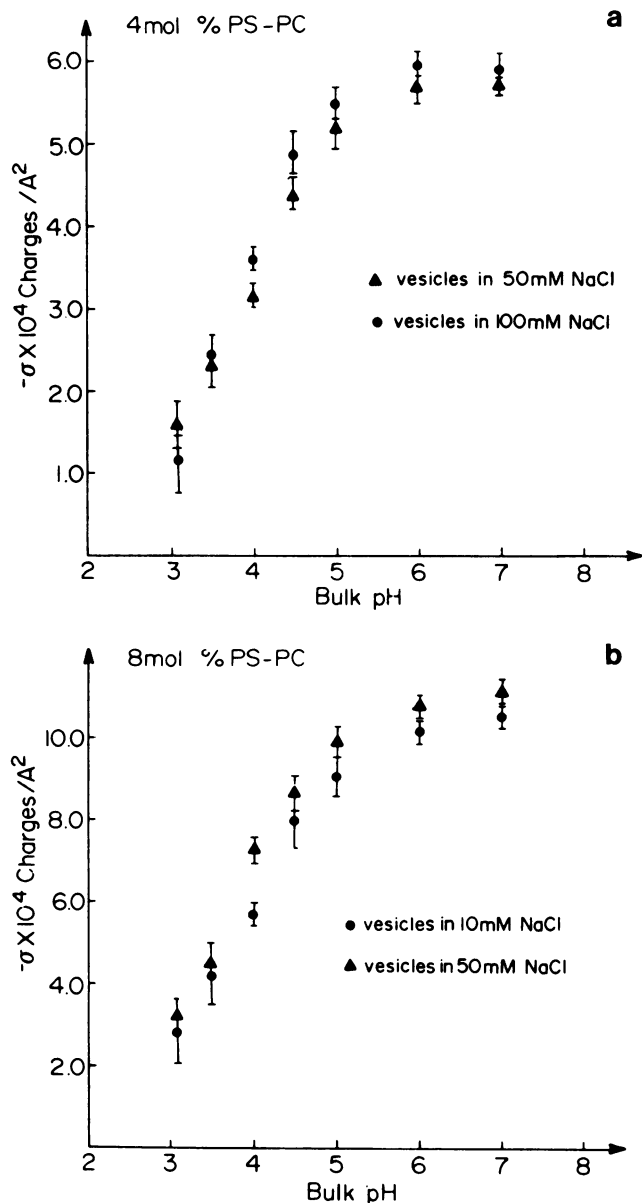 4mol % PS-PC
a
6.0
5.0
4.0
3.0
2.0
1.0
-σ X 10⁴ Charges /A²
▲ vesicles in 50mM NaCl
● vesicles in 100mM NaCl
2 3 4 5 6 7 8
Bulk pH
8mol % PS-PC
b
10.0
8.0
6.0
4.0
2.0
-σ X 10⁴ Charges/A²
● vesicles in 10mM NaCl
▲ vesicles in 50mM NaCl
2 3 4 5 6 7 8
Bulk pH